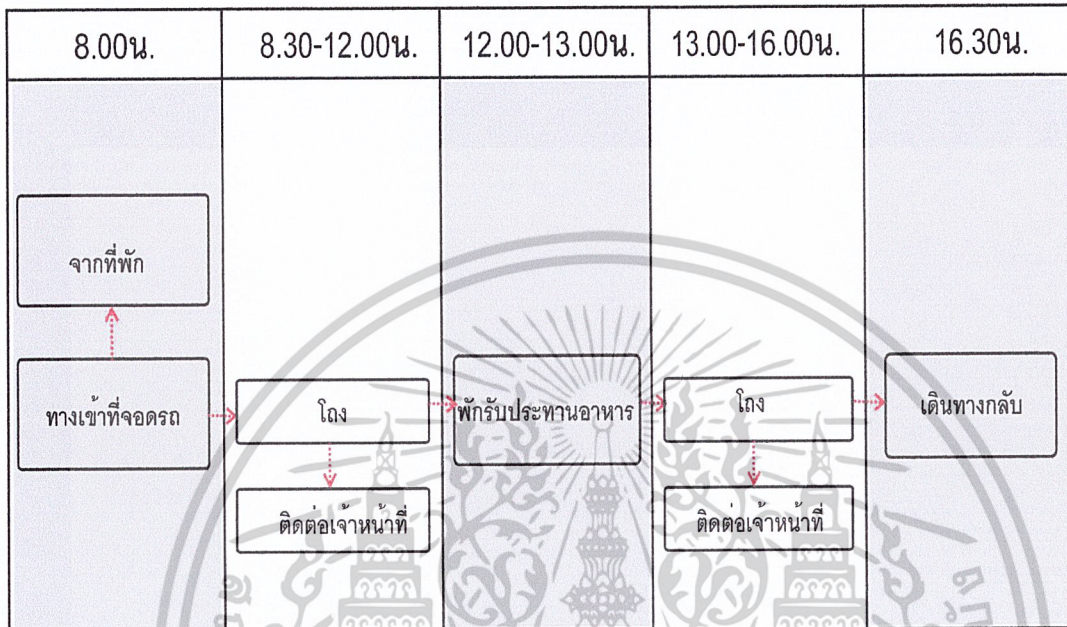 8.00น. 8.30-12.00น. 12.00-13.00น. 13.00-16.00น. 16.30น.
จากที่พัก
ทางเข้าที่จอดรถ
โถง
พักรับประทานอาหาร
โถง
เดินทางกลับ
ติดต่อเจ้าหน้าที่
ติดต่อเจ้าหน้าที่